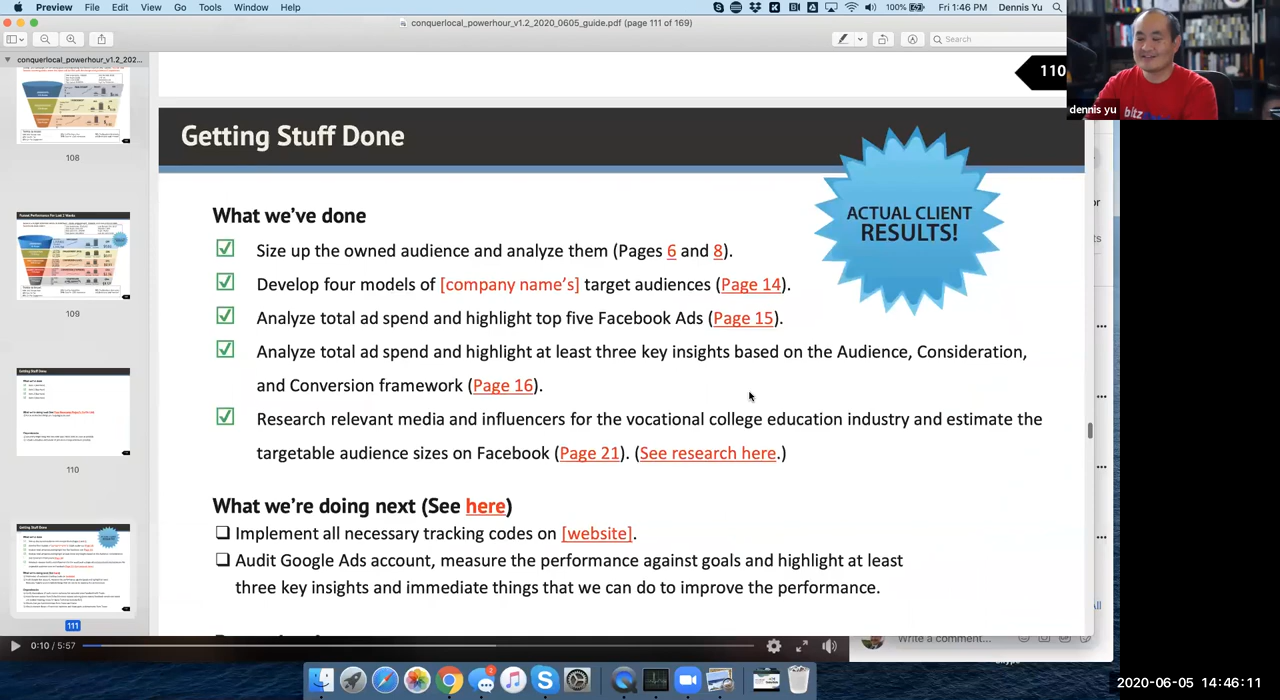 Preview File Edit View Go Tools Window Help
100% Fri 1:46 PM Dennis Yu
conquerlocal_powerhour_v1.2_2020_0605_guide.pdf (page 111 of 169)
Search
conquerlocal_powerhour_v1.2_202...
108
109
110
111
110
dennis yu
Getting Stuff Done
ACTUAL CLIENT
RESULTS!
What we've done
Size up the owned audience and analyze them (Pages 6 and 8).
Develop four models of [company name's] target audiences (Page 14).
Analyze total ad spend and highlight top five Facebook Ads (Page 15).
Analyze total ad spend and highlight at least three key insights based on the Audience, Consideration,
and Conversion framework (Page 16).
Research relevant media and influencers for the vocational college education industry and estimate the
targetable audience sizes on Facebook (Page 21). (See research here.)
What we're doing next (See here)
Implement all necessary tracking codes on [website].
Audit Google Ads account, measure the performance against goals and highlight at least
three key insights and immediate things that we can do to improve the performance.
0:10 / 5:57
Write a comment...
2020-06-05 14:46:11